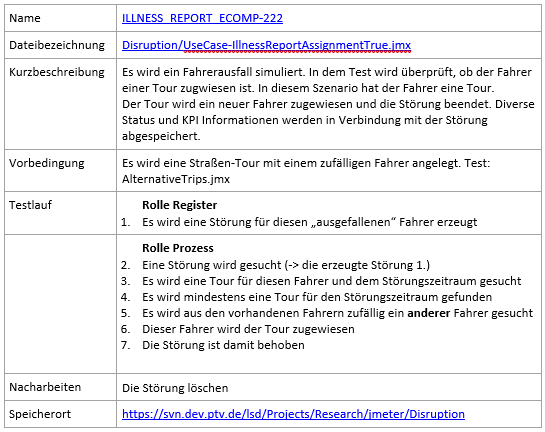 Name ILLNESS_REPORT_ECOMP-222
Dateibezeichnung Disruption/UseCase-IllnessReportAssignmentTrue.jmx
Kurzbeschreibung Es wird ein Fahrerausfall simuliert. In dem Test wird überprüft, ob der Fahrer
einer Tour zugwiesen ist. In diesem Szenario hat der Fahrer eine Tour.
Der Tour wird ein neuer Fahrer zugewiesen und die Störung beendet. Diverse
Status und KPI Informationen werden in Verbindung mit der Störung
abgespeichert.
Vorbedingung Es wird eine Straßen-Tour mit einem zufälligen Fahrer angelegt. Test:
AlternativeTrips.jmx
Testlauf Rolle Register
1. Es wird eine Störung für diesen „ausgefallenen“ Fahrer erzeugt
Rolle Prozess
2. Eine Störung wird gesucht (-> die erzeugte Störung 1.)
3. Es wird eine Tour für diesen Fahrer und dem Störungszeitraum gesucht
4. Es wird mindestens eine Tour für den Störungszeitraum gefunden
5. Es wird aus den vorhandenen Fahrern zufällig ein anderer Fahrer gesucht
6. Dieser Fahrer wird der Tour zugewiesen
7. Die Störung ist damit behoben
Nacharbeiten Die Störung löschen
Speicherort https://svn.dev.ptv.de/lsd/Projects/Research/jmeter/Disruption